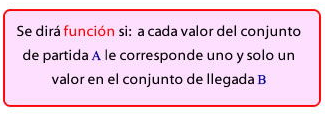 Se dirá función si: a cada valor del conjunto
de partida A le corresponde uno y solo un
valor en el conjunto de llegada B